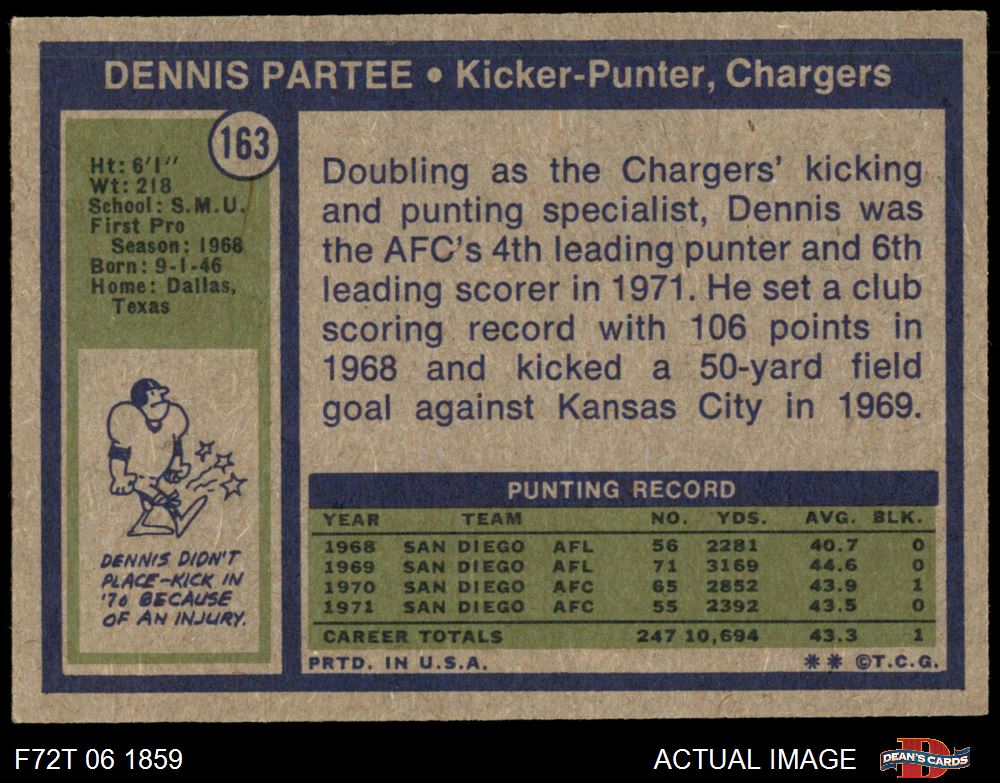 DENNIS PARTEE • Kicker-Punter, Chargers
163
Ht: 6'1"
Wt: 218
School: S.M.U.
First Pro
Season: 1968
Born: 9-1-46
Home: Dallas,
Texas
DENNIS DIDN'T
PLACE-KICK IN
'70 BECAUSE
OF AN INJURY.
Doubling as the Chargers' kicking
and punting specialist, Dennis was
the AFC's 4th leading punter and 6th
leading scorer in 1971. He set a club
scoring record with 106 points in
1968 and kicked a 50-yard field
goal against Kansas City in 1969.
PUNTING RECORD
YEAR TEAM NO. YDS. AVG. BLK.
1968 SAN DIEGO AFL 56 2281 40.7 0
1969 SAN DIEGO AFL 71 3169 44.6 0
1970 SAN DIEGO AFC 65 2852 43.9 1
1971 SAN DIEGO AFC 55 2392 43.5 0
CAREER TOTALS 247 10,694 43.3 1
PRTD. IN U.S.A. ** ©T.C.G.
F72T 06 1859
ACTUAL IMAGE
DEAN'S CARDS